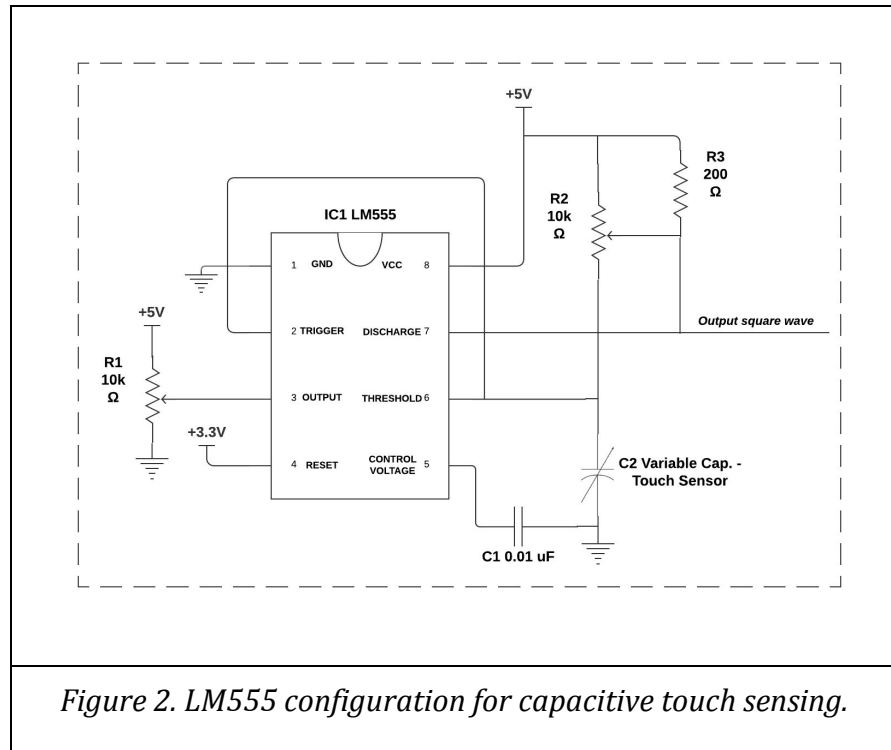 +5V
R3
200
Ω
R2
10k
Ω
IC1 LM555
1 GND VCC 8
+5V
2 TRIGGER DISCHARGE 7
Output square wave
R1
10k
Ω
3 OUTPUT THRESHOLD 6
+3.3V
4 RESET CONTROL
VOLTAGE 5
C2 Variable Cap. -
Touch Sensor
C1 0.01 uF
Figure 2. LM555 configuration for capacitive touch sensing.